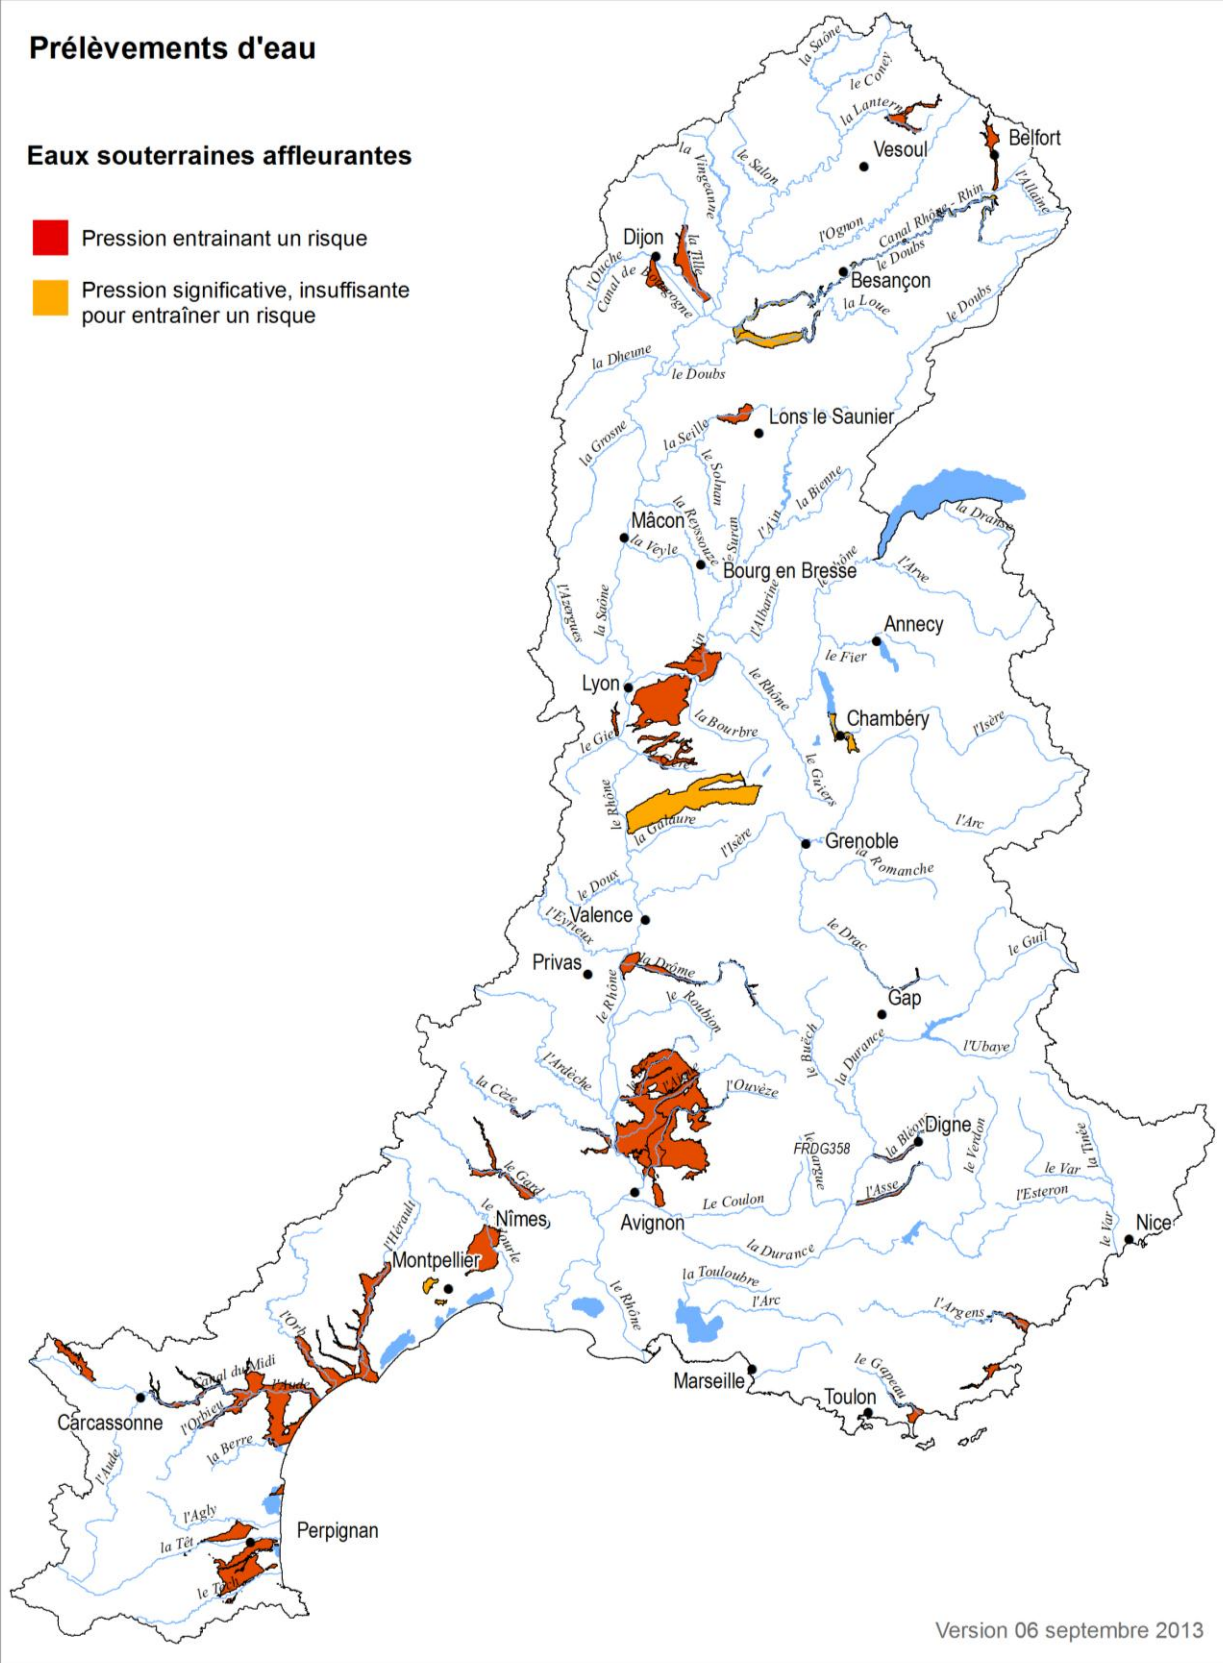 Prélèvements d'eau
Eaux souterraines affleurantes
Pression entrainant un risque
Pression significative, insuffisante
pour entraîner un risque
la Saône
le Coney
la Lantern
Vesoul
Belfort
la Vingeanne
le Salon
l'Allaine
l'Ognon
Canal Rhône - Rhin
le Doubs
Dijon
la Tille
l'Ouche
Canal de Bourgogne
Besançon
la Loue
le Doubs
la Dheune
le Doubs
Lons le Saunier
la Grosne
la Seille
le Solnan
la Bienne
la Dranse
Mâcon
la Reyssouze
le Suran
l'Ain
la Veyle
Bourg en Bresse
le Rhône
l'Arve
l'Azergues
la Saône
l'Albarine
Annecy
le Fier
Lyon
le Rhône
Chambéry
la Bourbre
l'Isère
le Gie
le Guiers
le Rhône
la Galaure
l'Isère
l'Arc
Grenoble
la Romanche
le Doux
l'Eyrieux
Valence
le Drac
le Guil
Privas
la Drôme
le Rhône
le Roubion
Gap
le Buëch
la Durance
l'Ubaye
l'Ardèche
la Cèze
l'Ouvèze
la Bléone
Digne
FRDG358
le Verdon
la Tinée
le Gard
l'Asse
le Var
l'Esteron
Le Coulon
Avignon
Nîmes
l'Hérault
le Var
Nice
Montpellier
la Durance
la Touloubre
l'Arc
le Rhône
l'Argens
l'Orb
Canal du Midi
l'Aude
Marseille
le Gapeau
Toulon
Carcassonne
l'Orbieu
la Berre
l'Aude
l'Agly
la Têt
Perpignan
le Tech
Version 06 septembre 2013